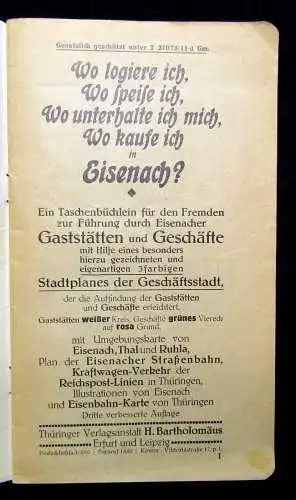 Gesetzlich geschützt unter
Wo logiere ich,
Wo speise ich,
Wo unterhalte ich mich,
Wo kaufe ich
in
Eisenach?
Ein Taschenbüchlein für den Fremden
zur Führung durch Eisenacher
Gaststätten und Geschäfte
mit Hilfe eines besonders
hierzu gezeichneten und
eigenartigen 3farbigen
Stadtplanes der Geschäftsstadt,
der die Auffindung der Gaststätten
und Geschäfte erleichtert.
Gaststätten weißer Kreis, Geschäfte grünes Viereck
auf rosa Grund.
mit Umgebungskarte von
Eisenach, Thal und Ruhla,
Plan der Eisenacher Straßenbahn,
Kraftwagen-Verkehr der
Reichspost-Linien in Thüringen,
Illustrationen von Eisenach
und Eisenbahn-Karte von Thüringen
Dritte verbesserte Auflage
Thüringer Verlagsanstalt H. Bartholomäus
Erfurt und Leipzig
1